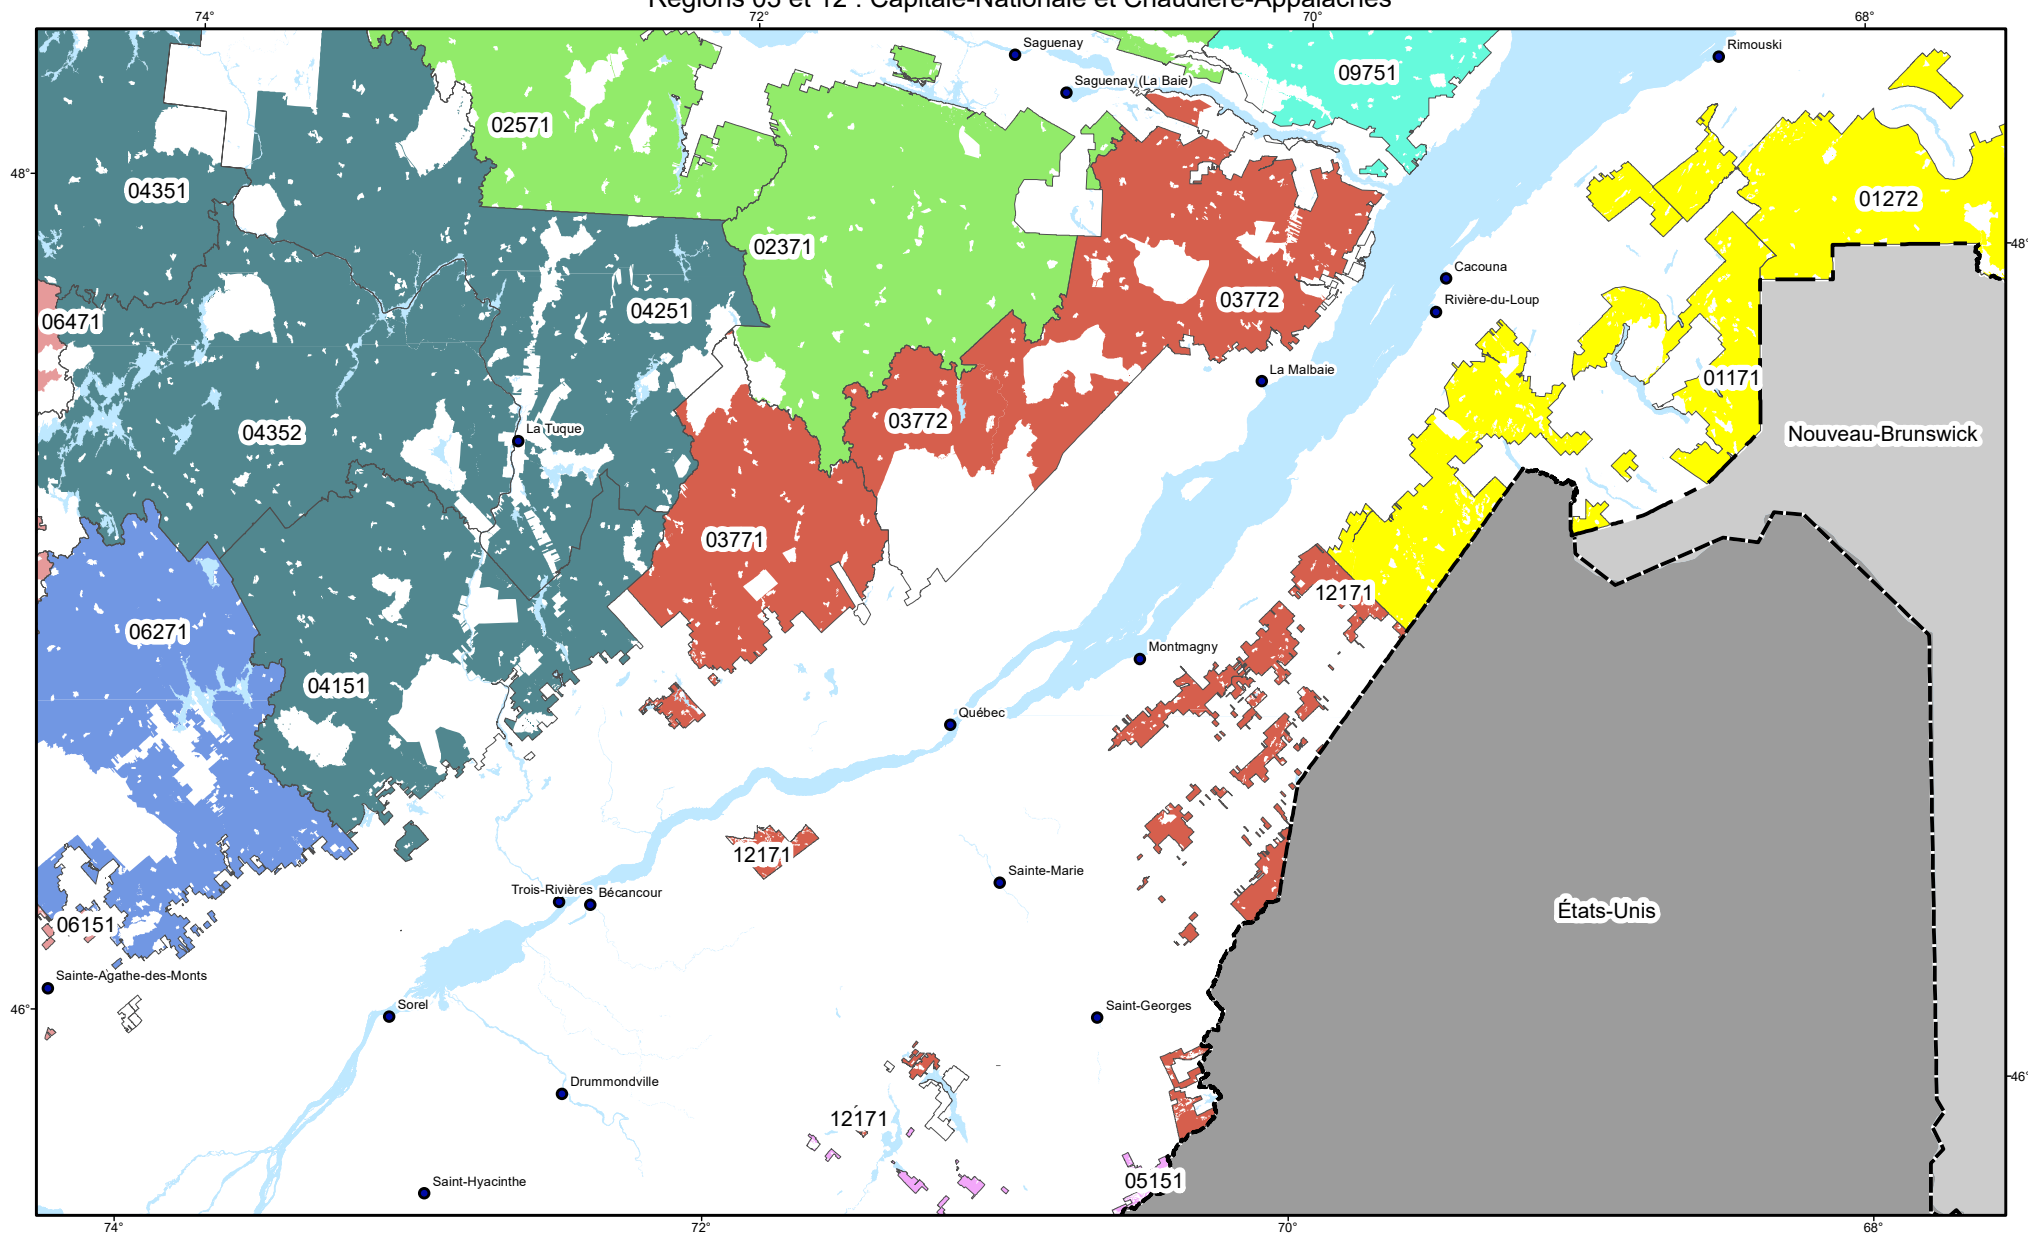 Régions 03 et 12 : Capitale-Nationale et Chaudière-Appalaches
74°
72°
70°
68°
Saguenay
Rimouski
09751
Saguenay (La Baie)
02571
48°
04351
01272
02371
48°
Cacouna
03772
Rivière-du-Loup
04251
06471
La Malbaie
01171
03772
La Tuque
04352
Nouveau-Brunswick
03771
12171
06271
Montmagny
04151
Québec
12171
Sainte-Marie
Trois-Rivières
Bécancour
États-Unis
06151
Sainte-Agathe-des-Monts
Sorel
Saint-Georges
46°
46°
Drummondville
12171
05151
Saint-Hyacinthe
74°
72°
70°
68°